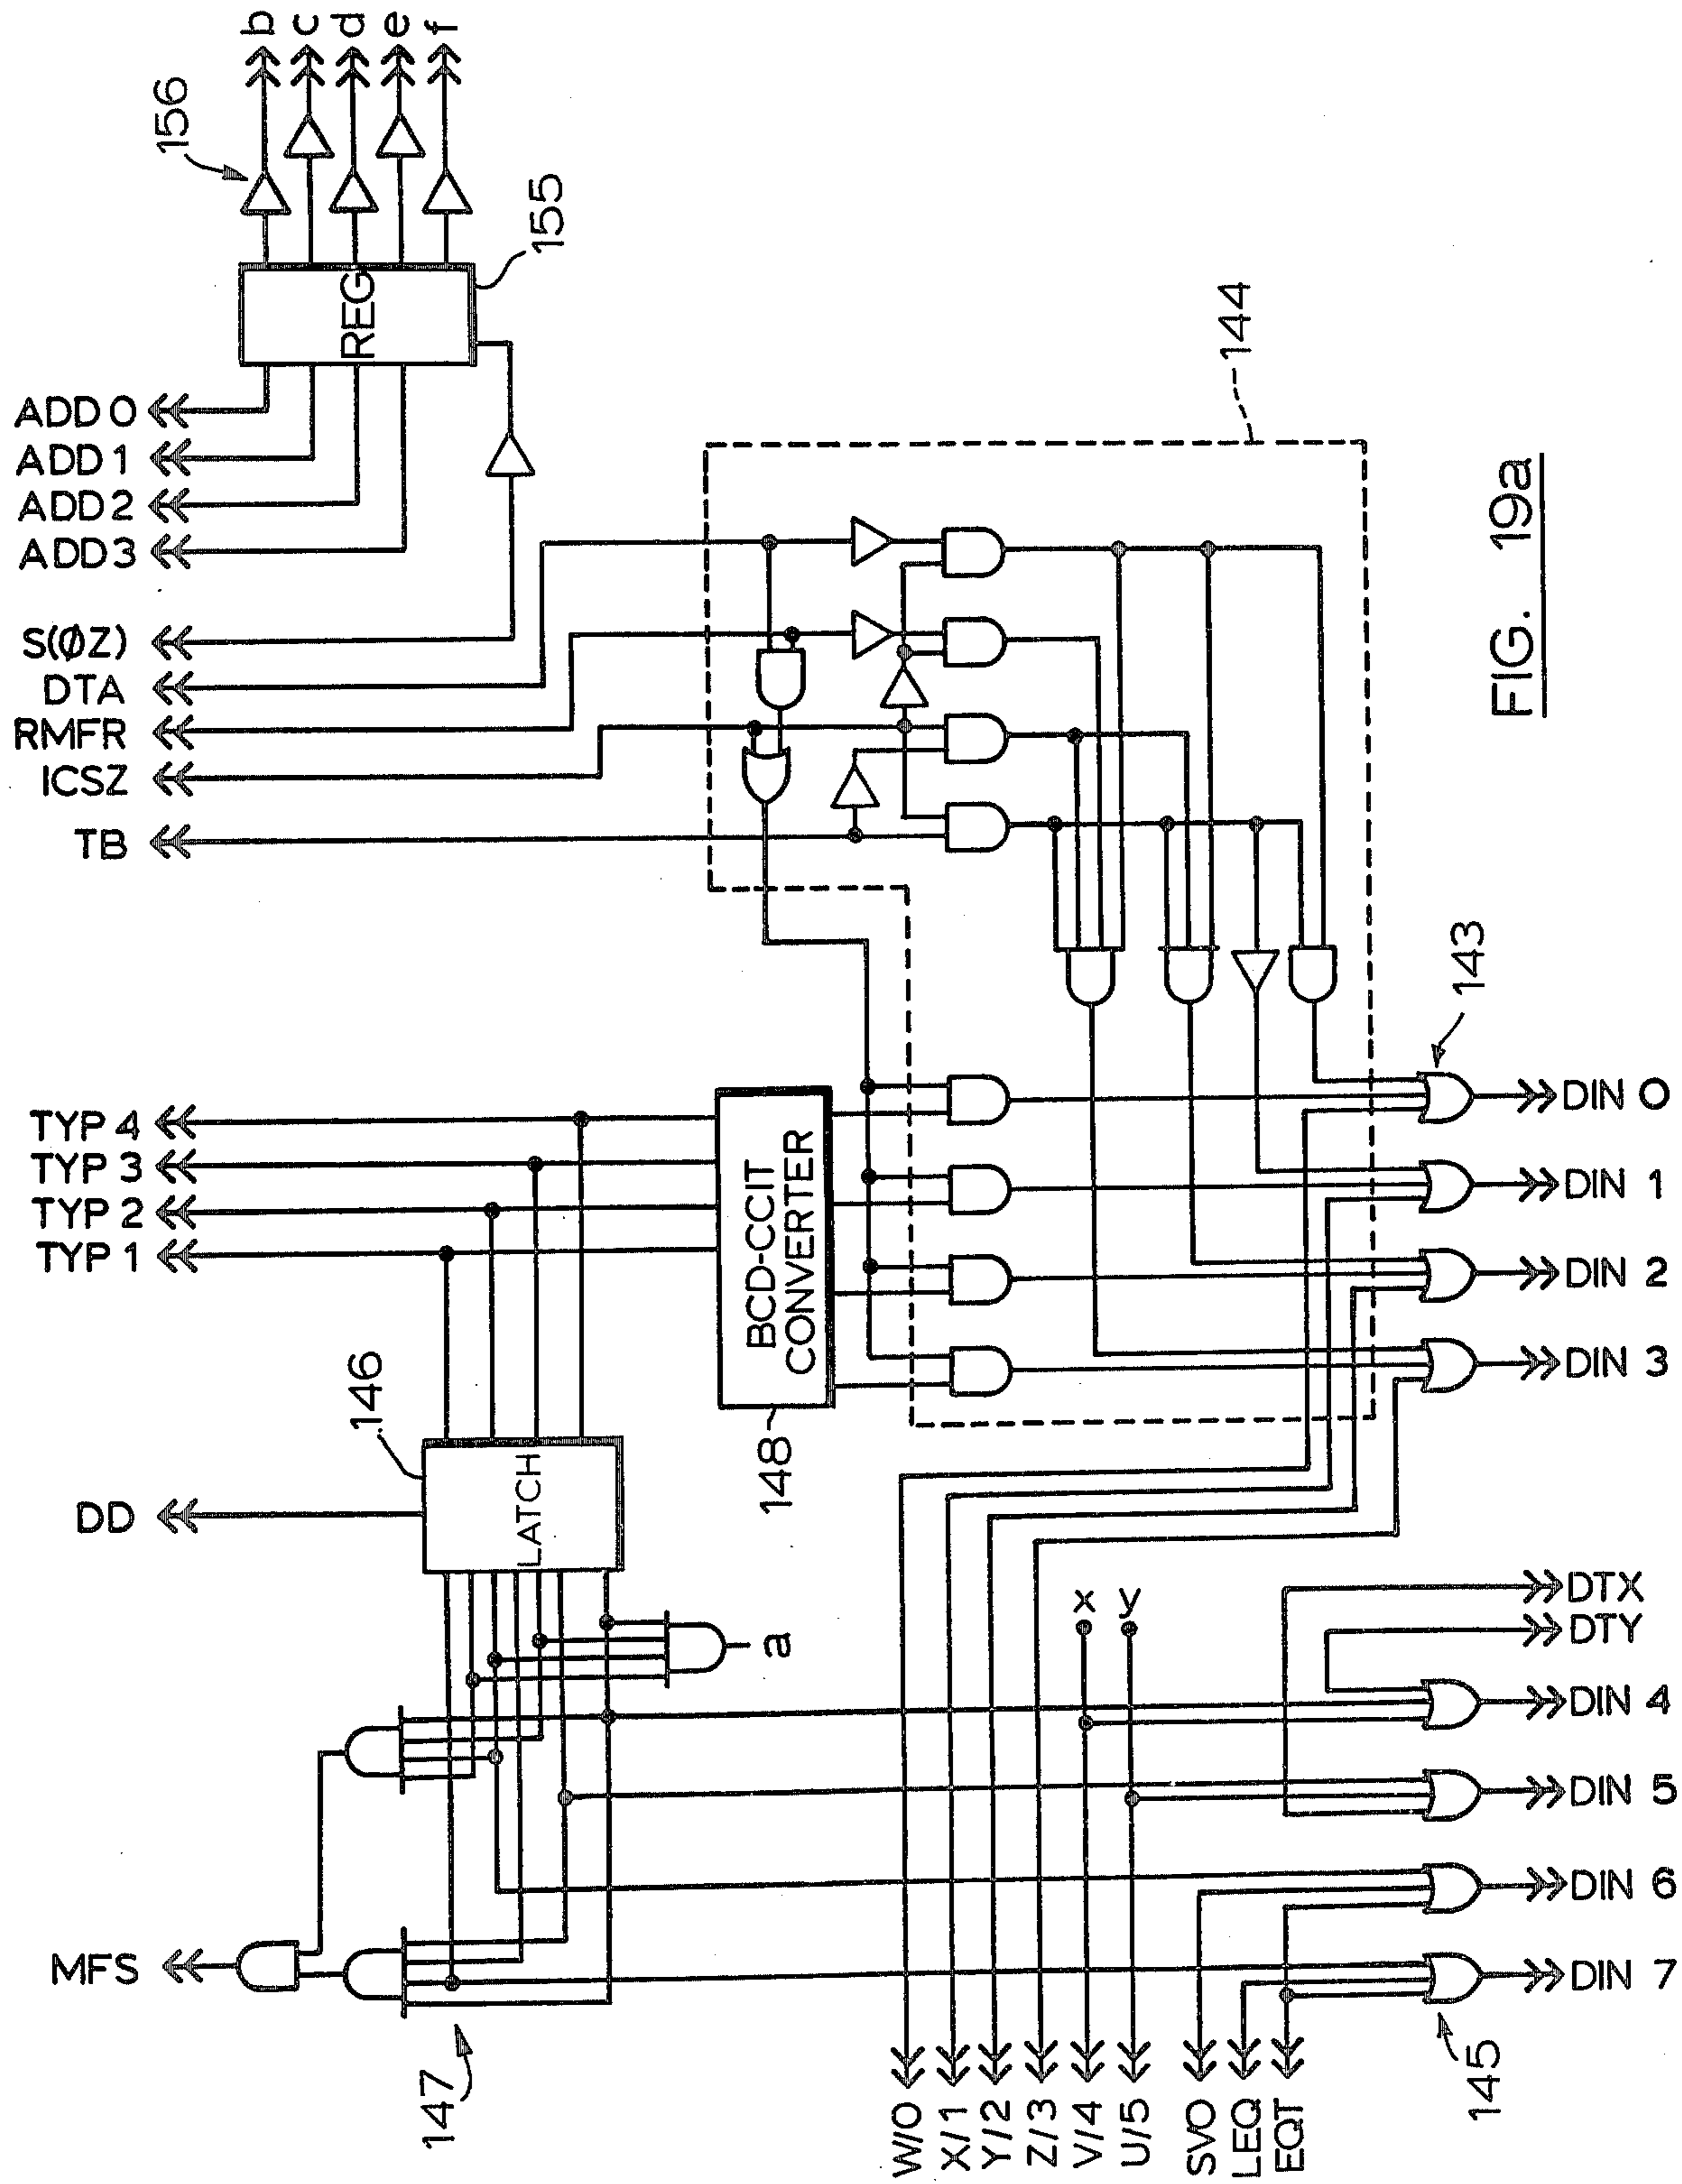 b
c
d
e
f
156
REG
155
ADD 0
ADD 1
ADD 2
ADD 3
S(ØZ)
DTA
RMFR
ICSZ
TB
144
FIG. 19a
TYP 4
TYP 3
TYP 2
TYP 1
BCD-CCIT
CONVERTER
148
143
DIN 0
DIN 1
DIN 2
DIN 3
146
DD
LATCH
a
x
y
DTX
DTY
DIN 4
DIN 5
DIN 6
DIN 7
MFS
147
W/0
X/1
Y/2
Z/3
V/4
U/5
SVO
LEQ
EQT
145